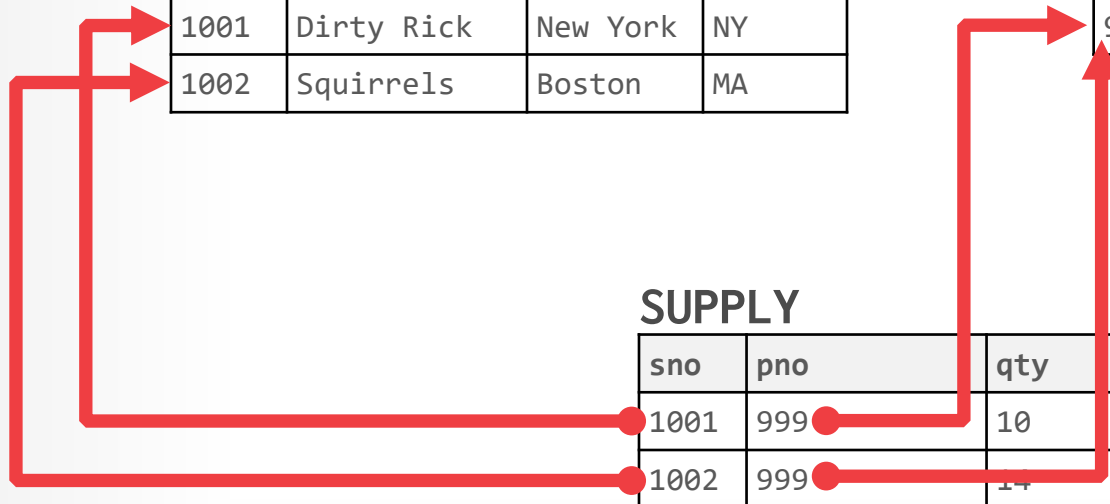 1001 Dirty Rick New York NY
1002 Squirrels Boston MA
SUPPLY
sno pno qty
1001 999 10
1002 999 14